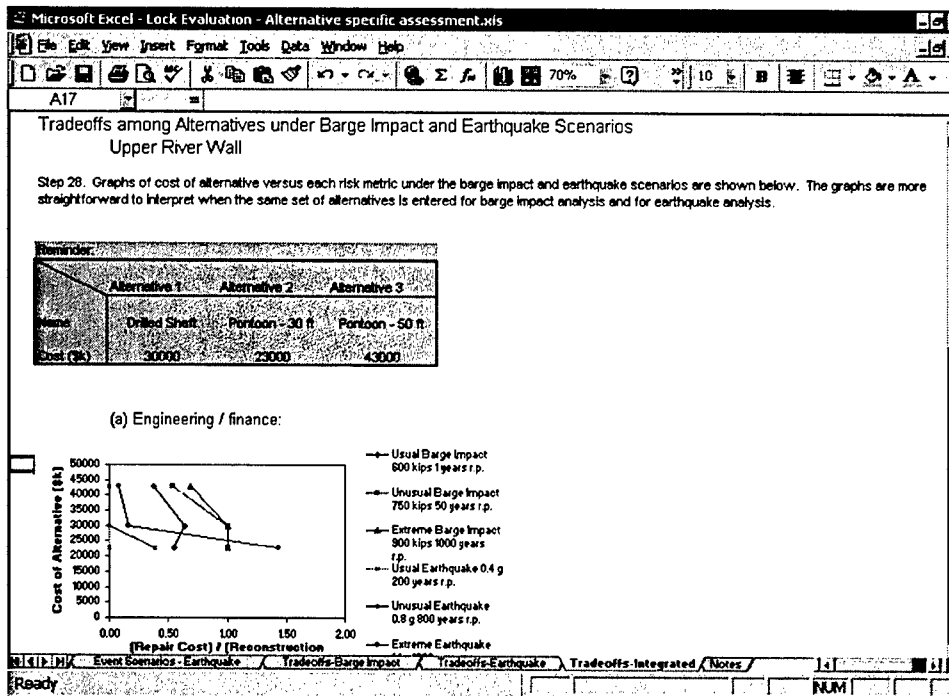 Microsoft Excel - Lock Evaluation - Alternative specific assessment.xls
File Edit View Insert Format Tools Data Window Help
70% 10 B A
A17 =
Tradeoffs among Alternatives under Barge Impact and Earthquake Scenarios
Upper River Wall
Step 28. Graphs of cost of alternative versus each risk metric under the barge impact and earthquake scenarios are shown below. The graphs are more
straightforward to interpret when the same set of alternatives is entered for barge impact analysis and for earthquake analysis.
Reminder:
Alternative 1 Alternative 2 Alternative 3
Name Drilled Shaft Pontoon - 30 ft Pontoon - 50 ft
Cost ($k) 30000 23000 43000
(a) Engineering / finance:
Cost of Alternative [$k]
50000
45000
40000
35000
30000
25000
20000
15000
10000
5000
0
0.00 0.50 1.00 1.50 2.00
[Repair Cost) / (Reconstruction
Usual Barge Impact
600 kips 1 years r.p.
Unusual Barge Impact
750 kips 50 years r.p.
Extreme Barge Impact
900 kips 1000 years
r.p.
Usual Earthquake 0.4 g
200 years r.p.
Unusual Earthquake
0.8 g 800 years r.p.
Extreme Earthquake
Event Scenarios - Earthquake Tradeoffs-Barge Impact Tradeoffs-Earthquake Tradeoffs-Integrated Notes
Ready NUM